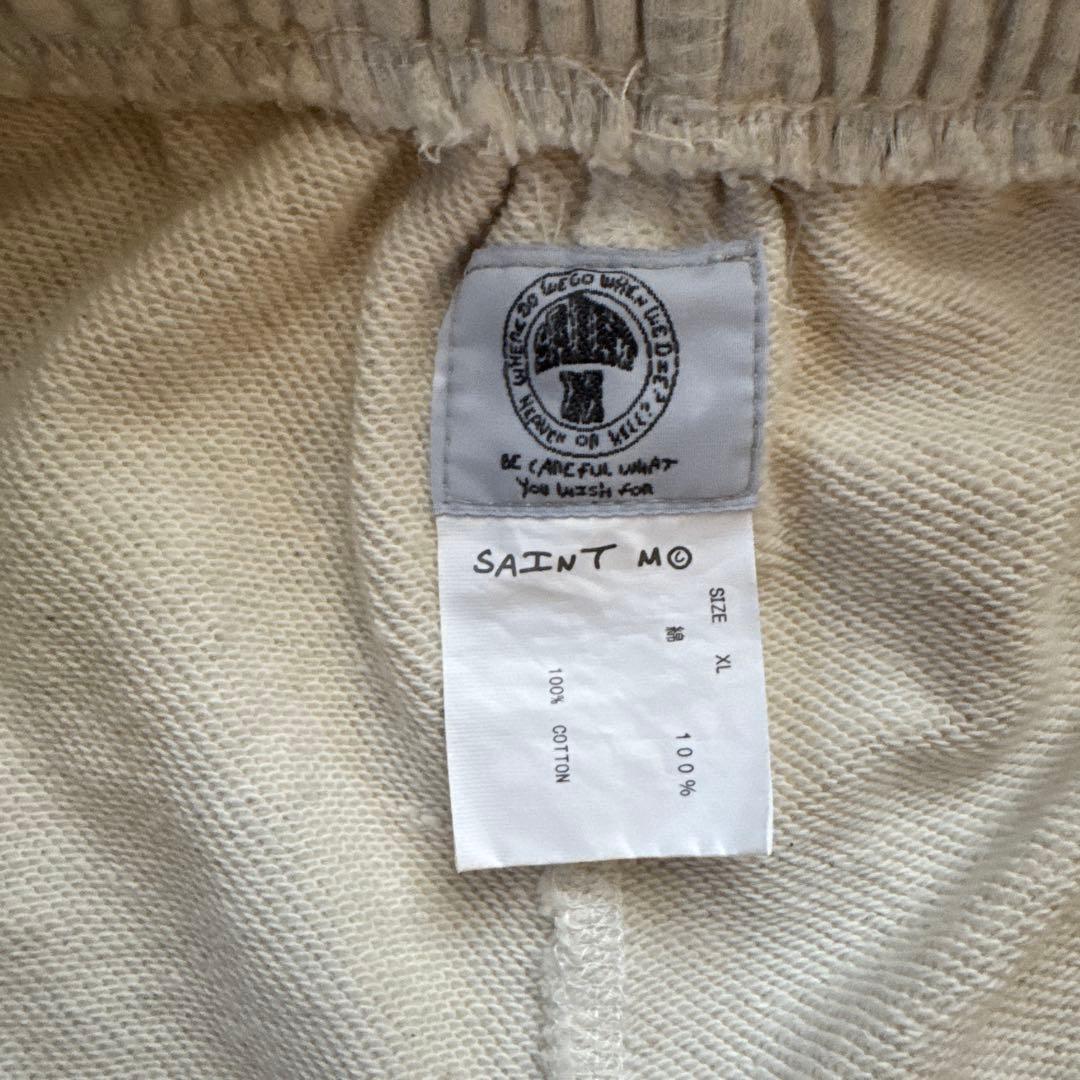 WHERE DO WE GO WHEN WE DIE?
HEAVEN OR HELL?
BE CAREFUL WHAT
YOU WISH FOR
SAINT M©
SIZE XL
綿 100%
100% COTTON